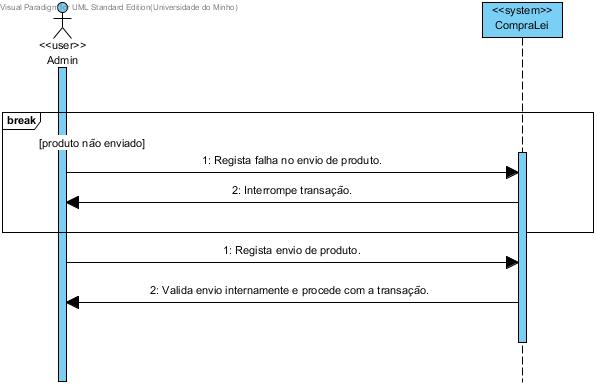 Visual Paradigm for UML Standard Edition(Universidade do Minho)
<<system>>
CompraLei
<<user>>
Admin
break
[produto não enviado]
1: Regista falha no envio de produto.
2: Interrompe transação.
1: Regista envio de produto.
2: Valida envio internamente e procede com a transação.